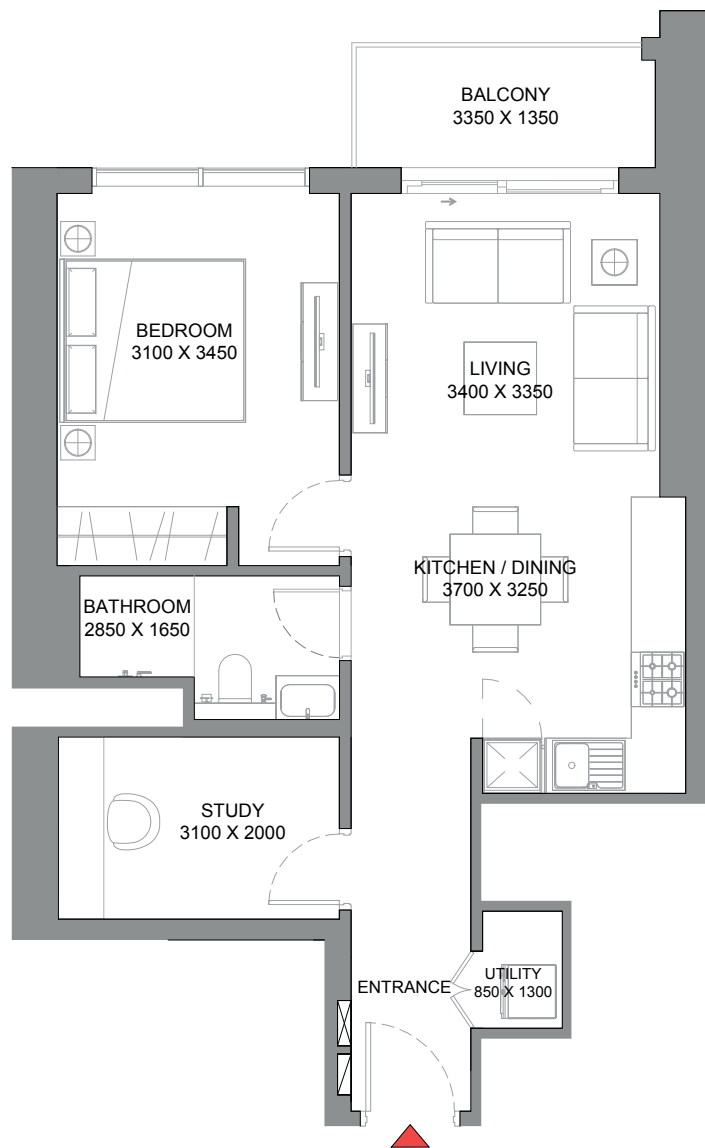 BALCONY
3350 X 1350
BEDROOM
3100 X 3450
LIVING
3400 X 3350
KITCHEN / DINING
3700 X 3250
BATHROOM
2850 X 1650
STUDY
3100 X 2000
ENTRANCE
UTILITY
850 X 1300